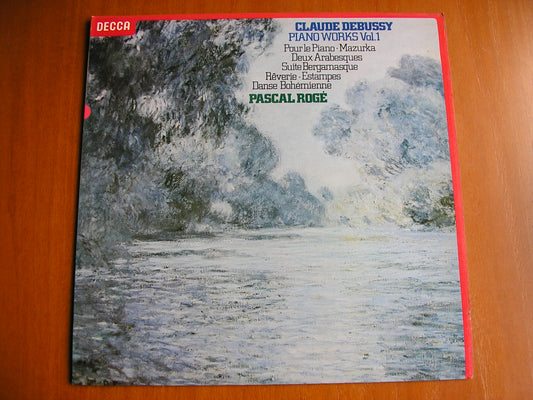 DECCA
CLAUDE DEBUSSY
PIANO WORKS Vol.1
Pour le Piano · Mazurka
Deux Arabesques
Suite Bergamasque
Rêverie · Estampes
Danse Bohemienne
PASCAL ROGÉ